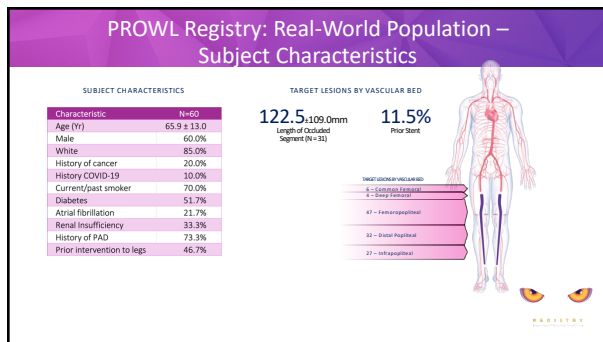 PROWL Registry: Real-World Population –
Subject Characteristics
SUBJECT CHARACTERISTICS
Characteristic N=60
Age (Yr) 65.9 ± 13.0
Male 60.0%
White 85.0%
History of cancer 20.0%
History COVID-19 10.0%
Current/past smoker 70.0%
Diabetes 51.7%
Atrial fibrillation 21.7%
Renal Insufficiency 33.3%
History of PAD 73.3%
Prior intervention to legs 46.7%
TARGET LESIONS BY VASCULAR BED
122.5±109.0mm
Length of Occluded
Segment (N = 31)
11.5%
Prior Stent
TARGET LESIONS BY VASCULAR BED
6 – Common Femoral
4 – Deep Femoral
47 – Femoropopliteal
32 – Distal Popliteal
27 – Infrapopliteal
REGISTRY